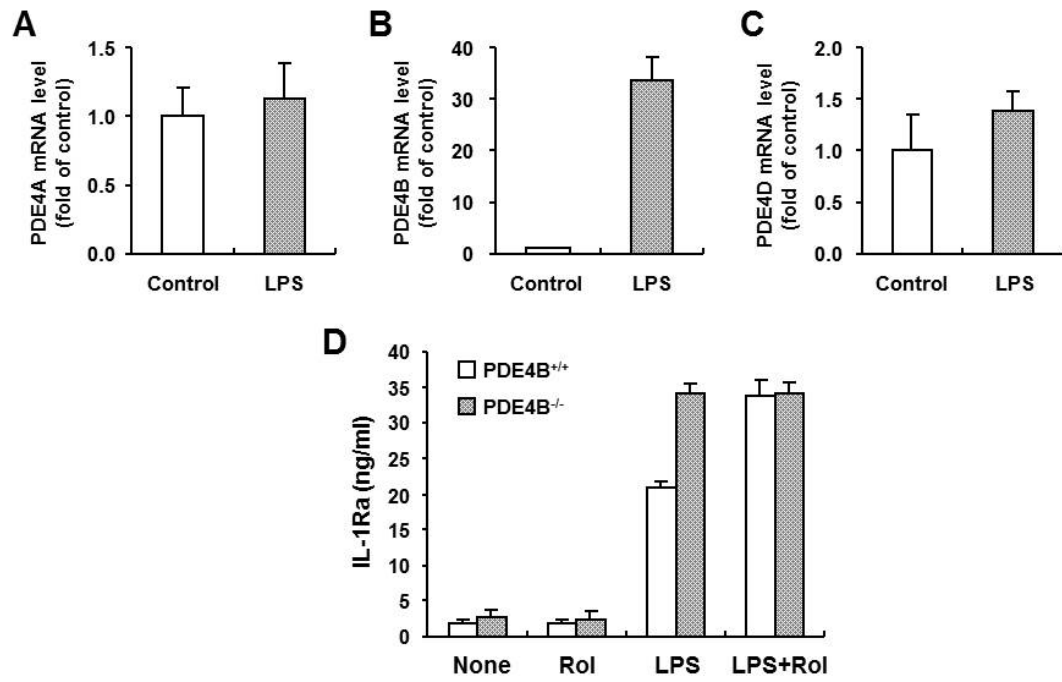 A
PDE4A mRNA level
(fold of control)
1.5
1.0
0.5
0.0
Control
LPS
B
PDE4B mRNA level
(fold of control)
40
30
20
10
0
Control
LPS
C
PDE4D mRNA level
(fold of control)
2.0
1.5
1.0
0.5
0.0
Control
LPS
D
IL-1Ra (ng/ml)
40
35
30
25
20
15
10
5
0
PDE4B+/+
PDE4B-/-
None
Rol
LPS
LPS+Rol